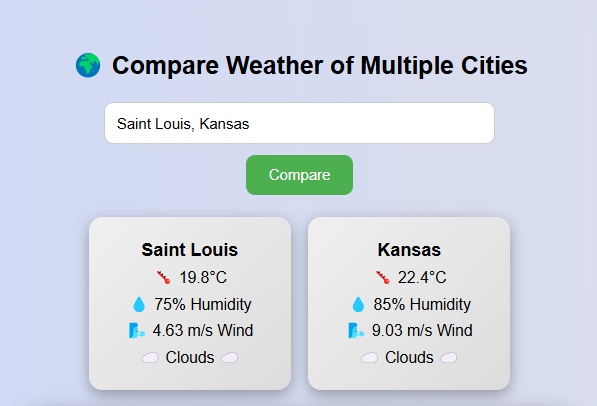 Compare Weather of Multiple Cities
Saint Louis, Kansas
Compare
Saint Louis
19.8°C
75% Humidity
4.63 m/s Wind
Clouds
Kansas
22.4°C
85% Humidity
9.03 m/s Wind
Clouds